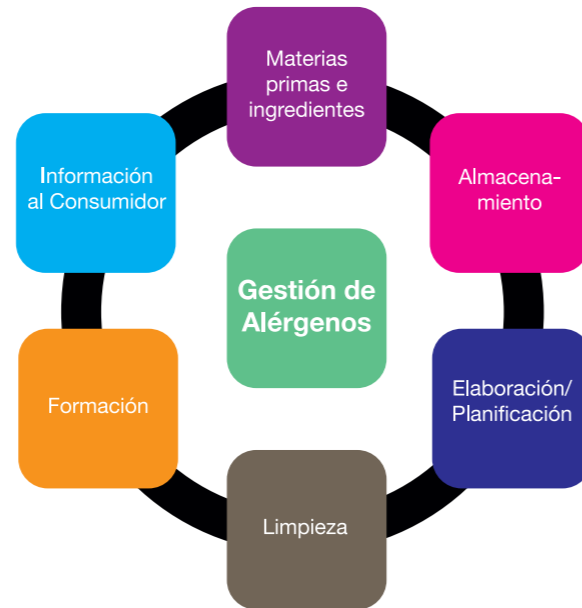 Materias
primas e
ingredientes
Almacena-
miento
Elaboración/
Planificación
Limpieza
Formación
Información
al Consumidor
Gestión de
Alérgenos